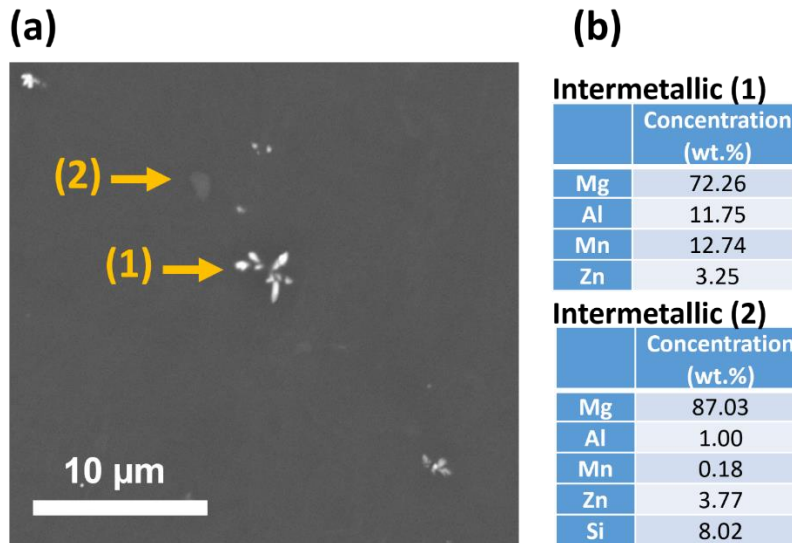 (a)
(2)
(1)
10 µm
(b)
Intermetallic (1)
Concentration
(wt.%)
Mg 72.26
Al 11.75
Mn 12.74
Zn 3.25
Intermetallic (2)
Concentration
(wt.%)
Mg 87.03
Al 1.00
Mn 0.18
Zn 3.77
Si 8.02